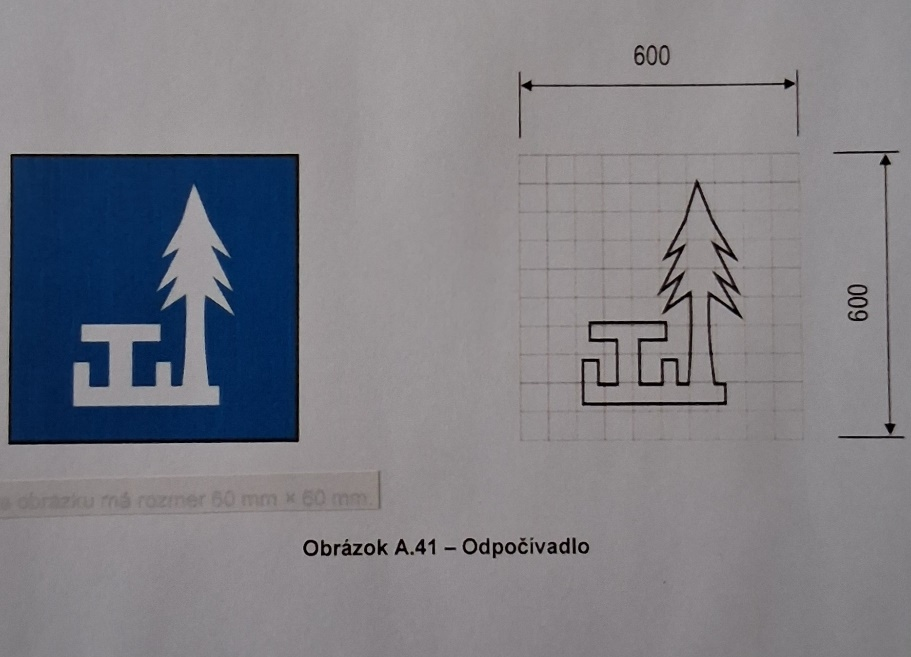 600
600
obrázku má rozmer 60 mm × 60 mm
Obrázok A.41 – Odpočívadlo